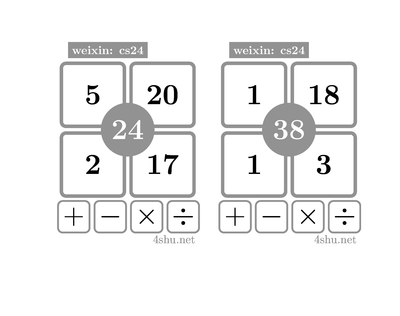 weixin: cs24
5 20
24
2 17
+ − × ÷
4shu.net
weixin: cs24
1 18
38
1 3
+ − × ÷
4shu.net